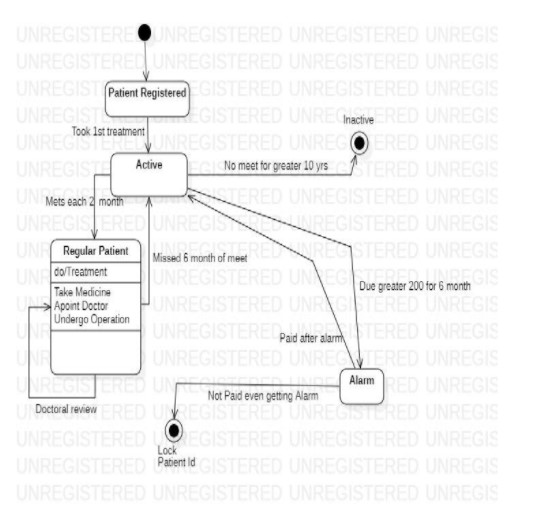 UNREGISTERED UNREGISTERED UNREGISTERED UNREGIS
Patient Registered
Took 1st treatment
Inactive
Active
No meet for greater 10 yrs
Mets each 2 month
Regular Patient
do/Treatment
Take Medicine
Apoint Doctor
Undergo Operation
Missed 6 month of meet
Due greater 200 for 6 month
Paid after alarm
Alarm
Not Paid even getting Alarm
Doctoral review
Lock
Patient Id